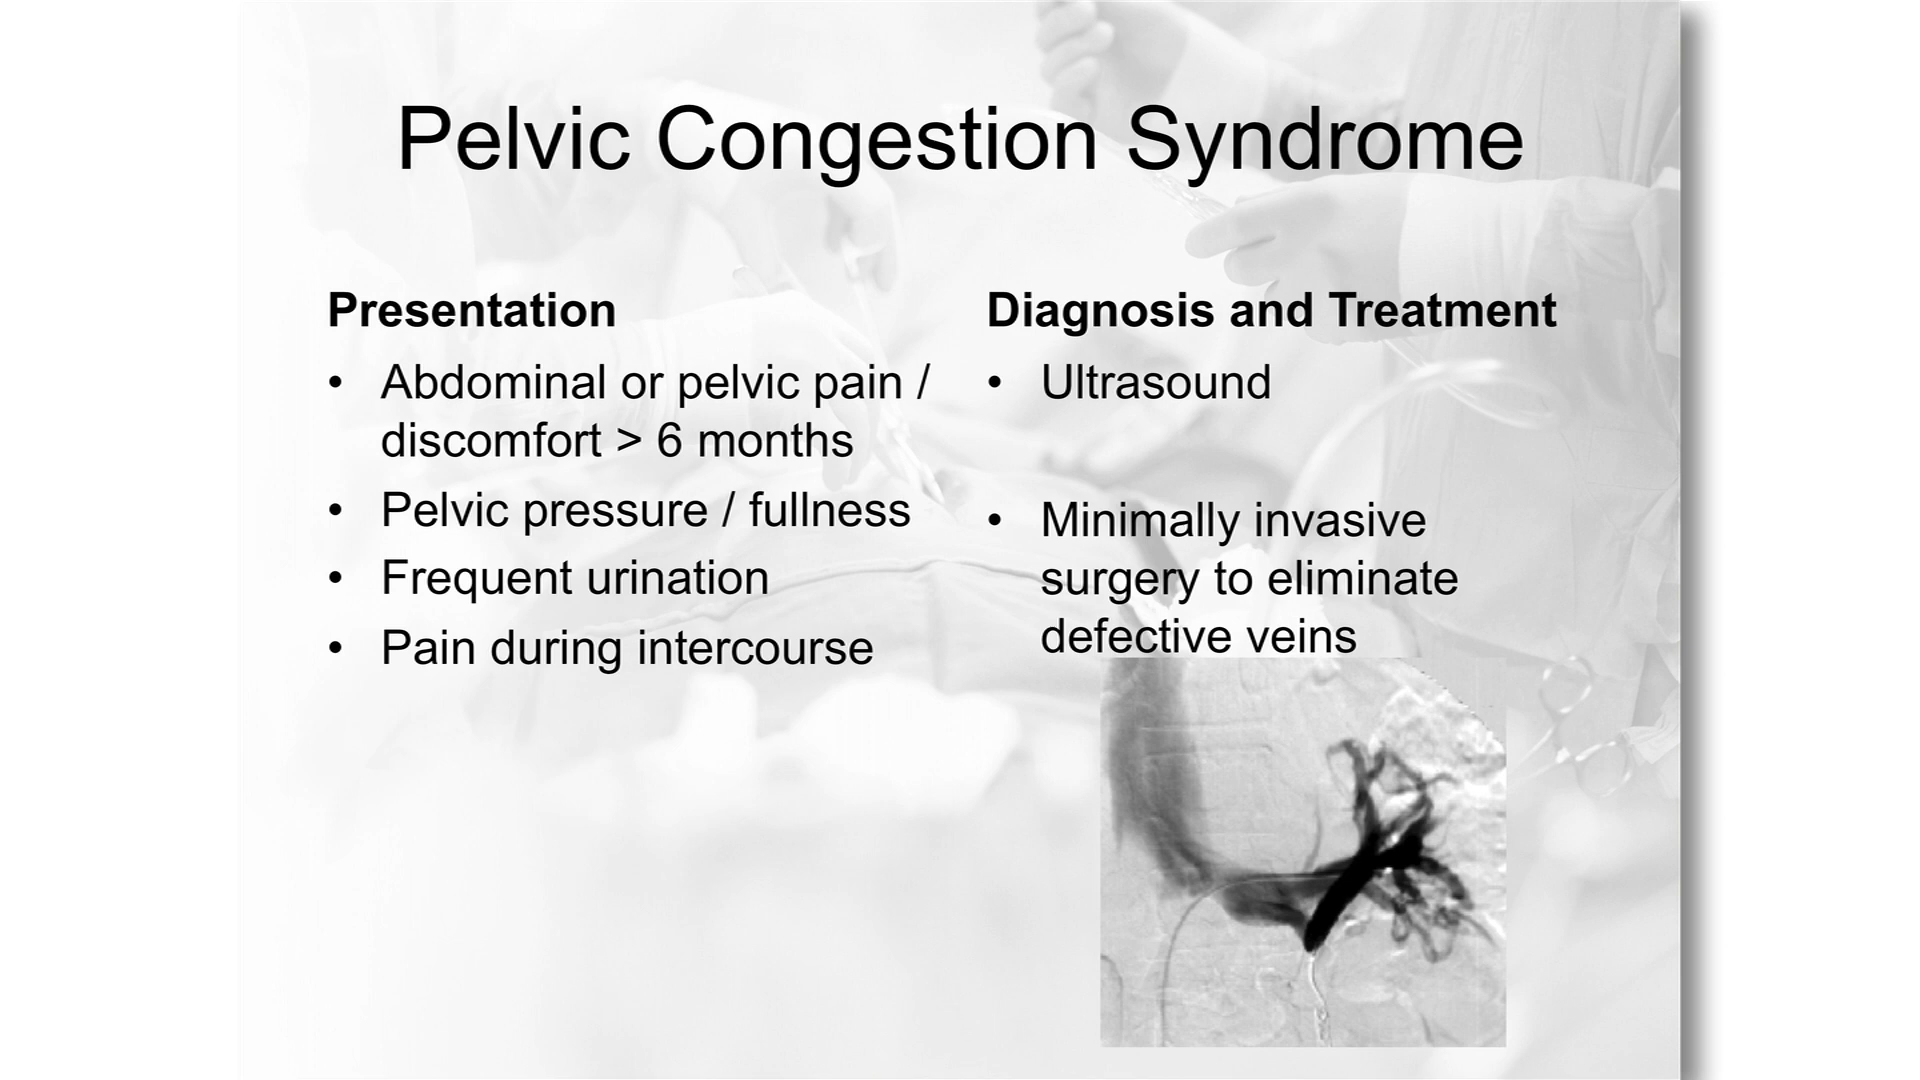 Pelvic Congestion Syndrome
Presentation
• Abdominal or pelvic pain /
discomfort > 6 months
• Pelvic pressure / fullness
• Frequent urination
• Pain during intercourse
Diagnosis and Treatment
• Ultrasound
• Minimally invasive
surgery to eliminate
defective veins